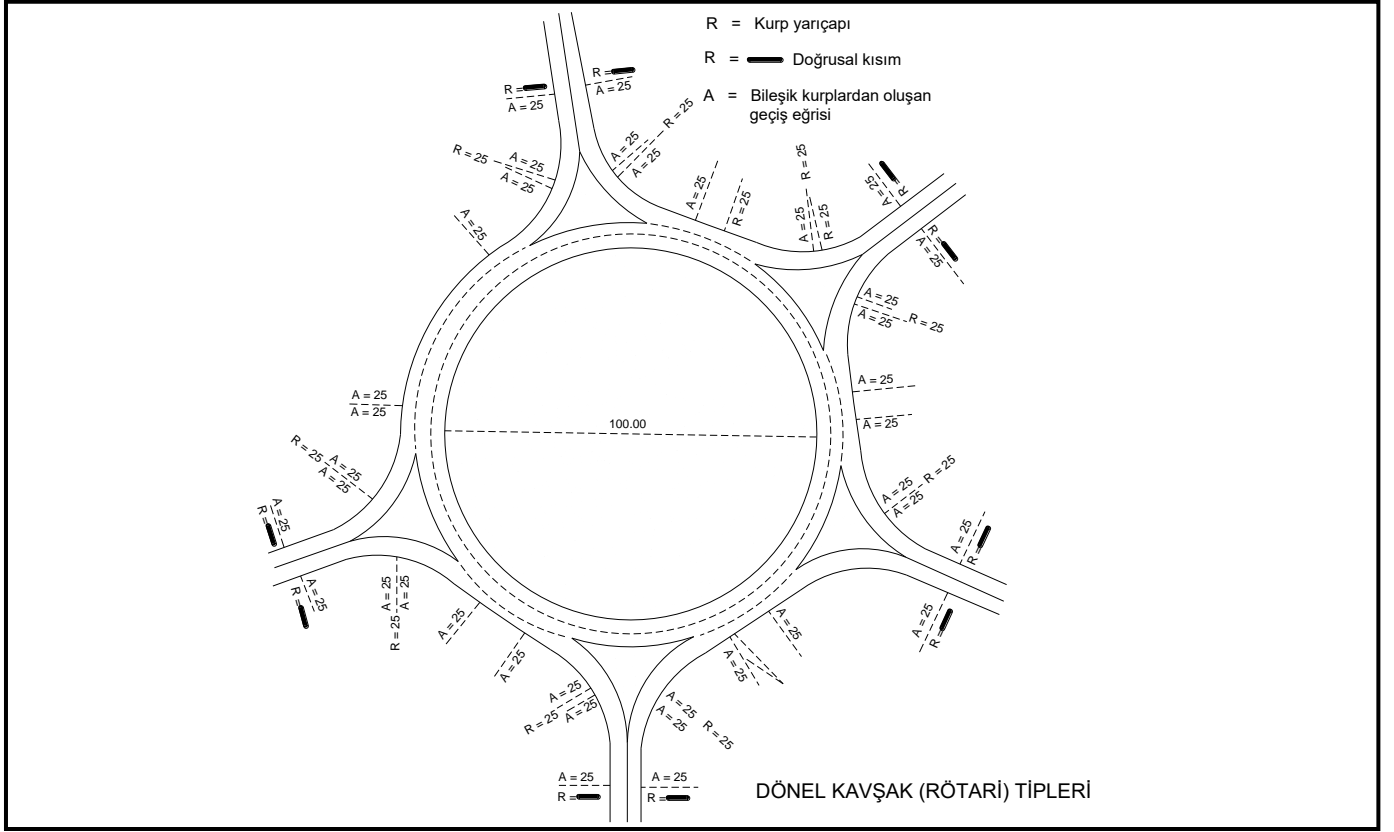 R = Kurp yarıçapı
R = Doğrusal kısım
A = Bileşik kurplardan oluşan
geçiş eğrisi
R =
A = 25
R =
A = 25
R = 25
A = 25
A = 25
A = 25
A = 25
R = 25
A = 25
A = 25
R = 25
R = 25
A = 25
R = 25
R
A = 25
R =
A = 25
A = 25
A = 25
R = 25
A = 25
A = 25
A = 25
A = 25
R = 25
A = 25
R =
A = 25
R =
100.00
A = 25
A = 25
R = 25
A = 25
A = 25
A = 25
R =
A = 25
R =
A = 25
A = 25
R = 25
A = 25
A = 25
A = 25
A = 25
R = 25
A = 25
A = 25
A = 25
A = 25
R = 25
A = 25
R =
A = 25
R =
DÖNEL KAVŞAK (RÖTARİ) TİPLERİ